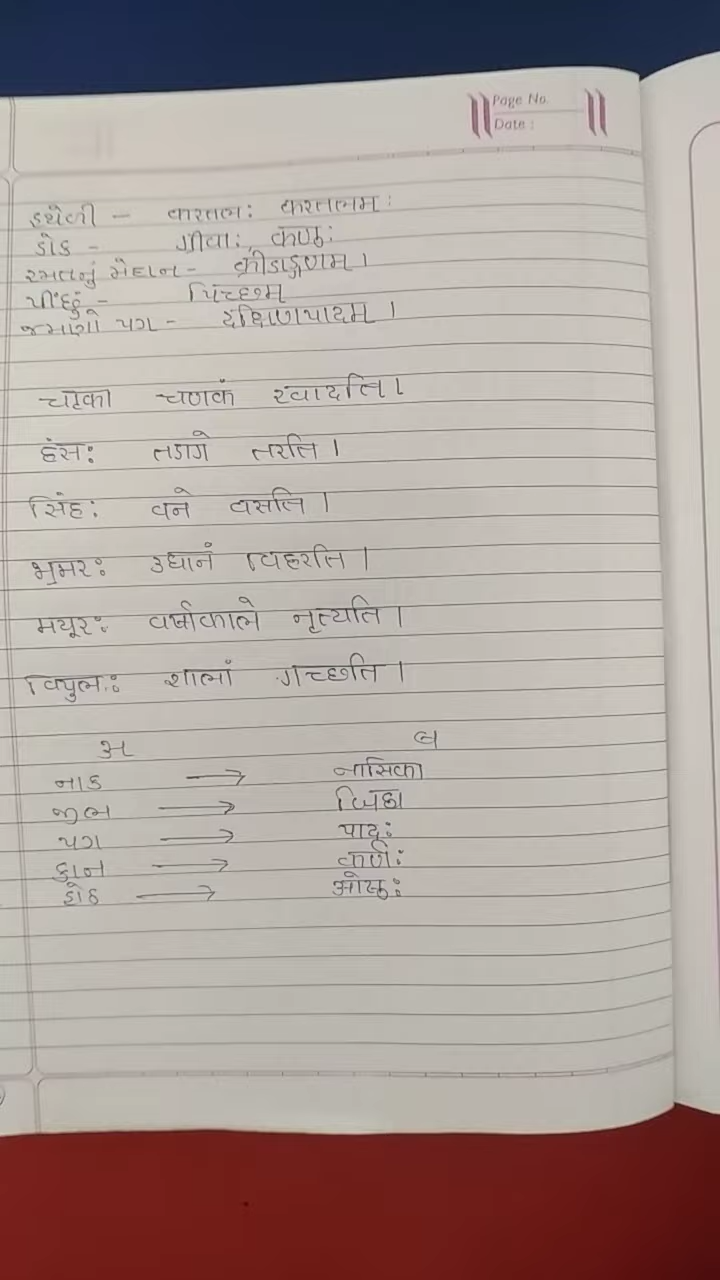 Page No.
Date :
હથેળી - करतलः करतलमः
ડોક - ग्रीवाः, कण्ठः
રમતનું મેદાન - क्रीडाङ्गणम् ।
પીંછું - पिच्छम्
જમણો પગ - दक्षिणपादम् ।
चटका चणकं खादति ।
हंसः तडागे तरति ।
सिंहः वने वसति ।
भ्रमरः उद्यानं विहरति ।
मयूरः वर्षाकाले नृत्यति ।
विपुलः शालां गच्छति ।
અ બ
નાક → नासिका
જીભ → जिह्वा
પગ → पादः
કાન → कर्णः
હોઠ → ओष्ठः